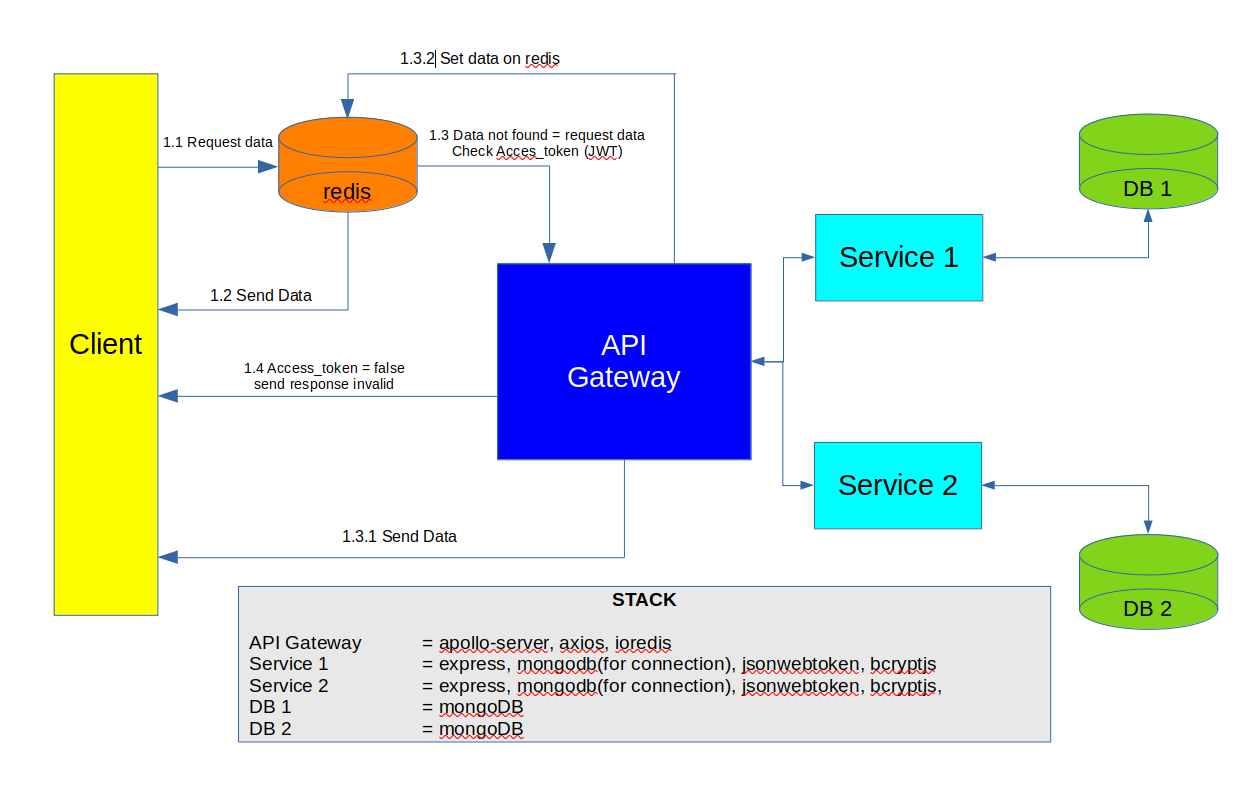 1.3.2 Set data on redis
1.1 Request data
1.3 Data not found = request data
Check Acces_token (JWT)
redis
DB 1
Service 1
1.2 Send Data
Client
API
Gateway
1.4 Access_token = false
send response invalid
Service 2
1.3.1 Send Data
DB 2
STACK
API Gateway = apollo-server, axios, ioredis
Service 1 = express, mongodb(for connection), jsonwebtoken, bcryptjs
Service 2 = express, mongodb(for connection), jsonwebtoken, bcryptjs,
DB 1 = mongoDB
DB 2 = mongoDB